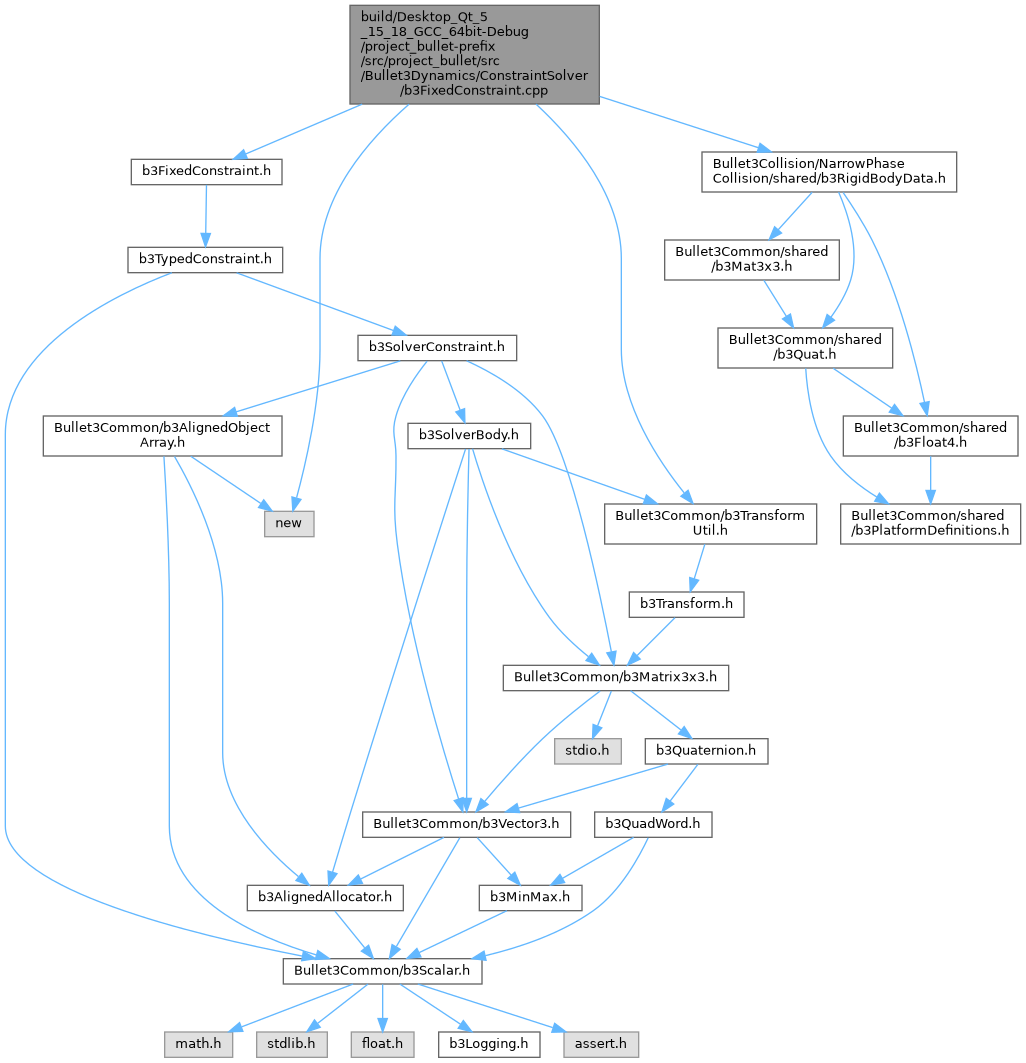 build/Desktop_Qt_5
_15_18_GCC_64bit-Debug
/project_bullet-prefix
/src/project_bullet/src
/Bullet3Dynamics/ConstraintSolver
/b3FixedConstraint.cpp
b3FixedConstraint.h
Bullet3Collision/NarrowPhase
Collision/shared/b3RigidBodyData.h
b3TypedConstraint.h
Bullet3Common/shared
/b3Mat3x3.h
b3SolverConstraint.h
Bullet3Common/shared
/b3Quat.h
Bullet3Common/b3AlignedObject
Array.h
b3SolverBody.h
Bullet3Common/shared
/b3Float4.h
new
Bullet3Common/b3Transform
Util.h
Bullet3Common/shared
/b3PlatformDefinitions.h
b3Transform.h
Bullet3Common/b3Matrix3x3.h
stdio.h
b3Quaternion.h
Bullet3Common/b3Vector3.h
b3QuadWord.h
b3AlignedAllocator.h
b3MinMax.h
Bullet3Common/b3Scalar.h
math.h
stdlib.h
float.h
b3Logging.h
assert.h